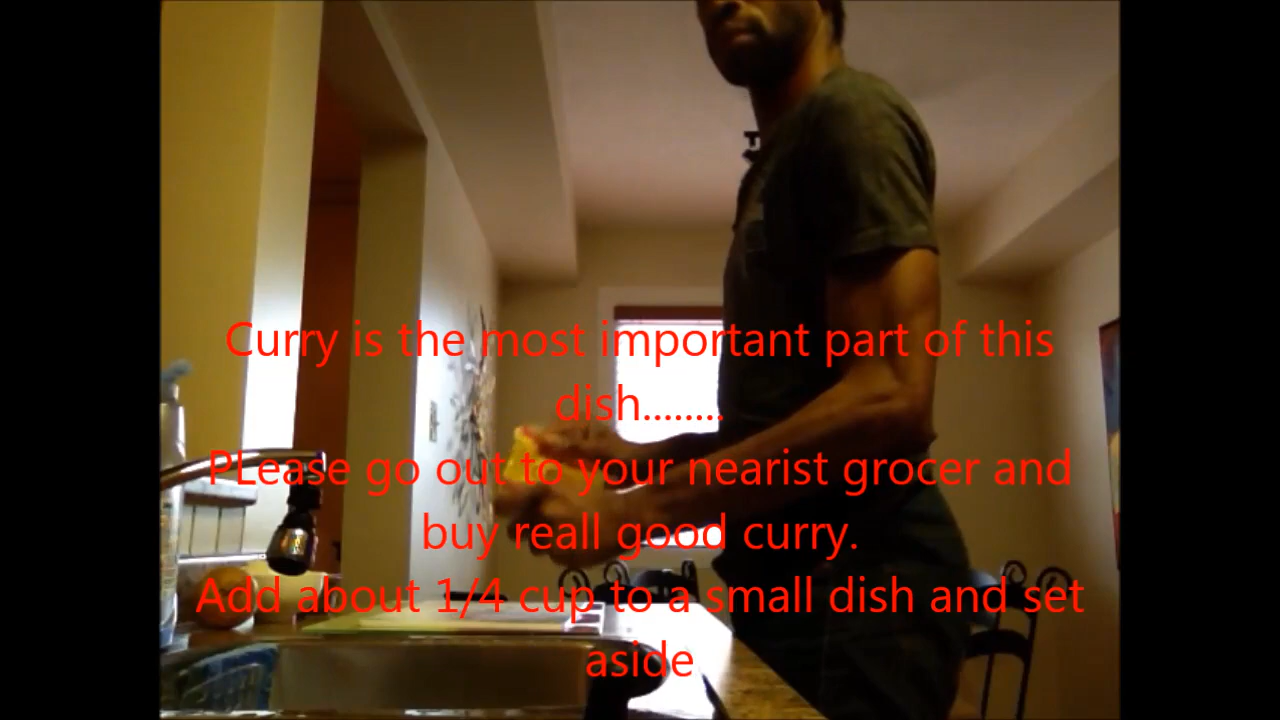 Curry is the most important part of this
dish........
PLease go out to your nearist grocer and
buy reall good curry.
Add about 1/4 cup to a small dish and set
aside